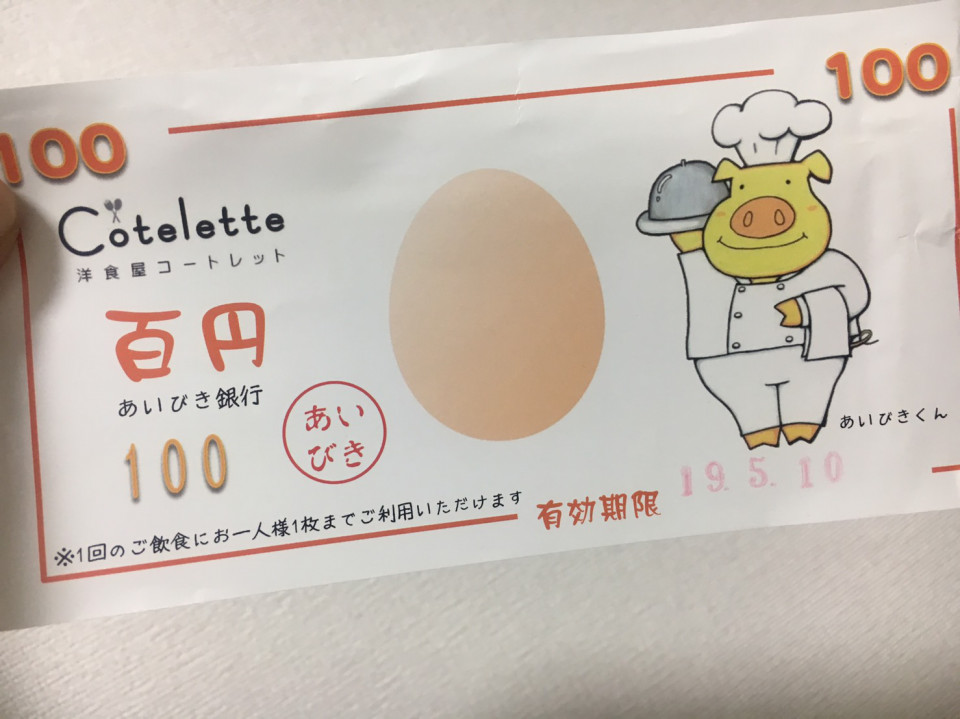 100
100
Cotelette
洋食屋コートレット
百円
あいびき銀行
100
あい
びき
あいびきくん
※1回のご飲食にお一人様1枚までご利用いただけます
有効期限 19.5.10